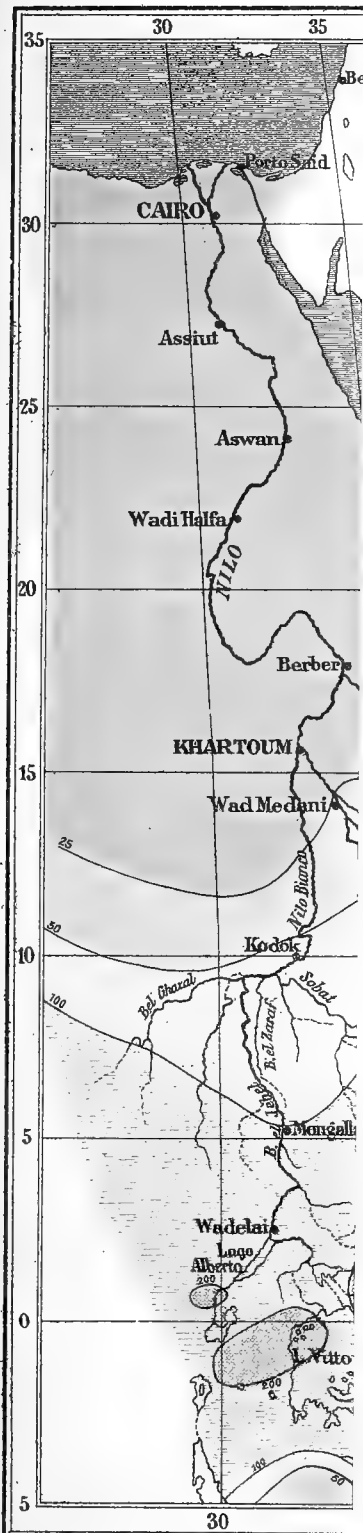 30 35
35
Be
Porto Said
30
CAIRO
Assiut
25
Aswan
Wadi Halfa
NILO
20
Berber
KHARTOUM
15
Wad Medani
25
Nilo Bianco
50
Kodok
10
Bel Ghazal
Sobat
100
B. el Zaraf
B. el Jebel
5
Mongalla
Wadelai
Lago
Alberto
200
0
L. Vitto
200
100
50
5
30